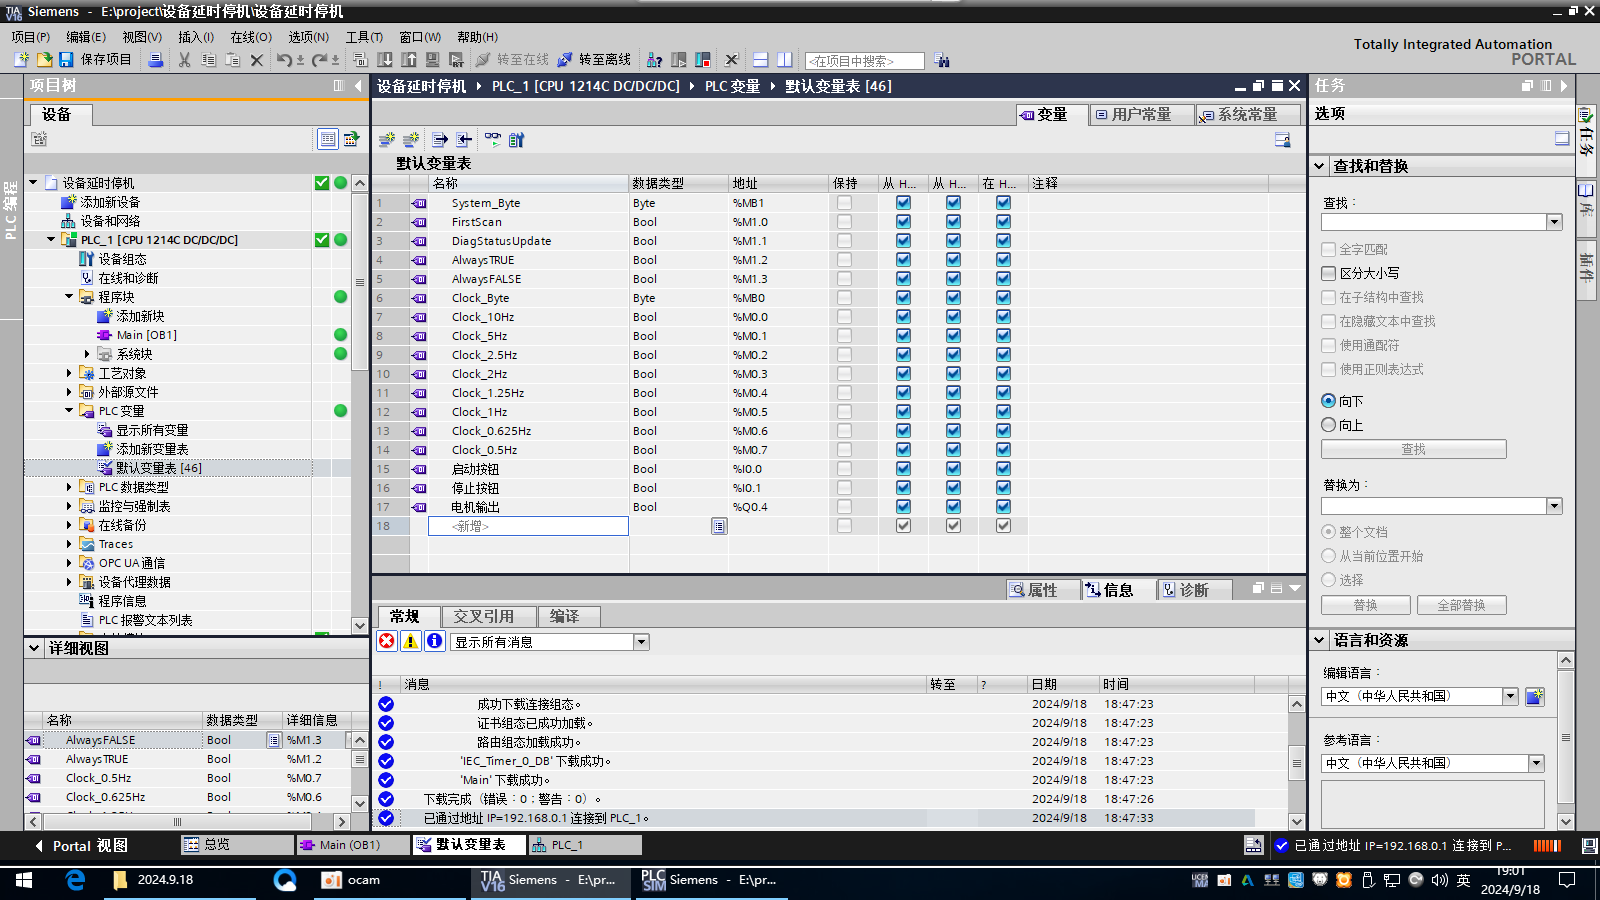 Siemens  -  E:\project\设备延时停机\设备延时停机
项目(P) 编辑(E) 视图(V) 插入(I) 在线(O) 选项(N) 工具(T) 窗口(W) 帮助(H)
Totally Integrated Automation
PORTAL
保存项目 转至在线 转至离线 <在项目中搜索>
项目树
设备延时停机 PLC_1 [CPU 1214C DC/DC/DC] PLC 变量 默认变量表 [46]
任务
设备
变量 用户常量 系统常量
选项
PLC 编程
任务
库
插件
设备延时停机
添加新设备
设备和网络
PLC_1 [CPU 1214C DC/DC/DC]
设备组态
在线和诊断
程序块
添加新块
Main [OB1]
系统块
工艺对象
外部源文件
PLC 变量
显示所有变量
添加新变量表
默认变量表 [46]
PLC 数据类型
监控与强制表
在线备份
Traces
OPC UA 通信
设备代理数据
程序信息
PLC 报警文本列表
默认变量表
名称 数据类型 地址 保持 从 H... 从 H... 在 H... 注释
1 System_Byte Byte %MB1
2 FirstScan Bool %M1.0
3 DiagStatusUpdate Bool %M1.1
4 AlwaysTRUE Bool %M1.2
5 AlwaysFALSE Bool %M1.3
6 Clock_Byte Byte %MB0
7 Clock_10Hz Bool %M0.0
8 Clock_5Hz Bool %M0.1
9 Clock_2.5Hz Bool %M0.2
10 Clock_2Hz Bool %M0.3
11 Clock_1.25Hz Bool %M0.4
12 Clock_1Hz Bool %M0.5
13 Clock_0.625Hz Bool %M0.6
14 Clock_0.5Hz Bool %M0.7
15 启动按钮 Bool %I0.0
16 停止按钮 Bool %I0.1
17 电机输出 Bool %Q0.4
18 <新增>
查找和替换
查找：
全字匹配
区分大小写
在子结构中查找
在隐藏文本中查找
使用通配符
使用正则表达式
向下
向上
查找
替换为：
整个文档
从当前位置开始
选择
替换 全部替换
语言和资源
编辑语言：
中文（中华人民共和国）
参考语言：
中文（中华人民共和国）
详细视图
名称 数据类型 详细信息
AlwaysFALSE Bool %M1.3
AlwaysTRUE Bool %M1.2
Clock_0.5Hz Bool %M0.7
Clock_0.625Hz Bool %M0.6
属性 信息 诊断
常规 交叉引用 编译
显示所有消息
! 消息 转至 ? 日期 时间
成功下载连接组态。 2024/9/18 18:47:23
证书组态已成功加载。 2024/9/18 18:47:23
路由组态加载成功。 2024/9/18 18:47:23
'IEC_Timer_0_DB' 下载成功。 2024/9/18 18:47:23
'Main' 下载成功。 2024/9/18 18:47:23
下载完成（错误：0；警告：0）。 2024/9/18 18:47:26
已通过地址 IP=192.168.0.1 连接到 PLC_1。 2024/9/18 18:47:33
Portal 视图 总览 Main (OB1) 默认变量表 PLC_1 已通过地址 IP=192.168.0.1 连接到 P...
2024.9.18 ocam Siemens  -  E:\pr... Siemens  -  E:\pr... 英 19:01
2024/9/18